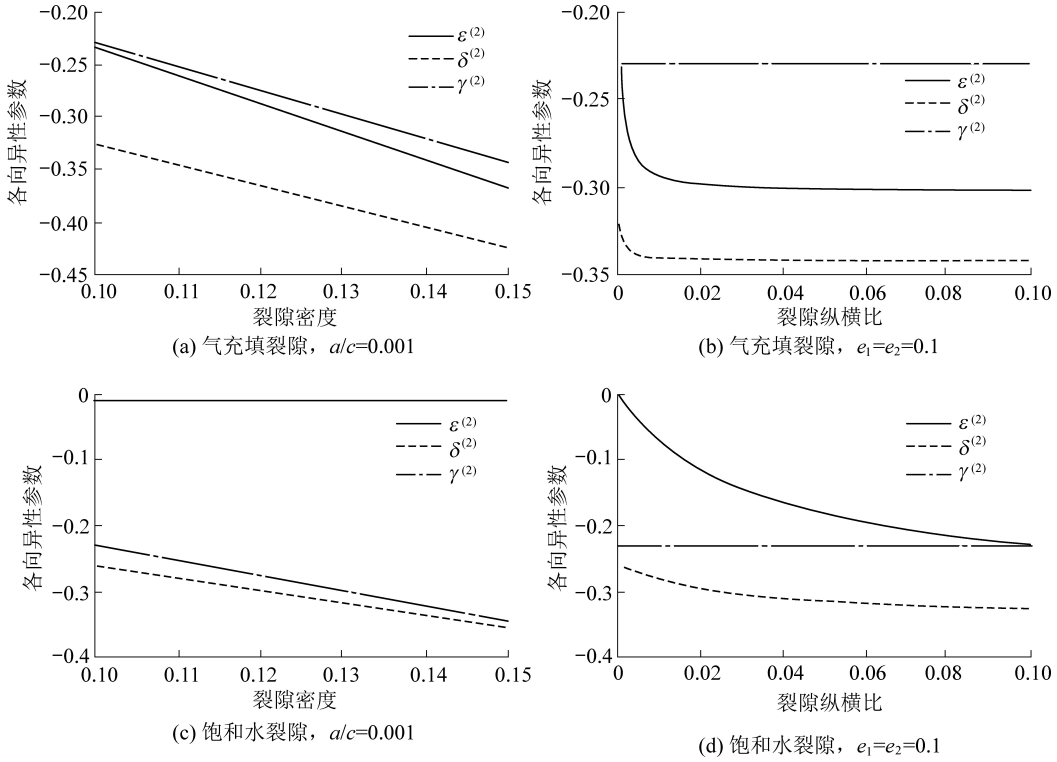 −0.20
−0.25
−0.30
−0.35
−0.40
−0.45
各向异性参数
ε⁽²⁾
δ⁽²⁾
γ⁽²⁾
0.10 0.11 0.12 0.13 0.14 0.15
裂隙密度
(a) 气充填裂隙，a/c=0.001
−0.20
−0.25
−0.30
−0.35
各向异性参数
ε⁽²⁾
δ⁽²⁾
γ⁽²⁾
0 0.02 0.04 0.06 0.08 0.10
裂隙纵横比
(b) 气充填裂隙，e₁=e₂=0.1
0
−0.1
−0.2
−0.3
−0.4
各向异性参数
ε⁽²⁾
δ⁽²⁾
γ⁽²⁾
0.10 0.11 0.12 0.13 0.14 0.15
裂隙密度
(c) 饱和水裂隙，a/c=0.001
0
−0.1
−0.2
−0.3
−0.4
各向异性参数
ε⁽²⁾
δ⁽²⁾
γ⁽²⁾
0 0.02 0.04 0.06 0.08 0.10
裂隙纵横比
(d) 饱和水裂隙，e₁=e₂=0.1